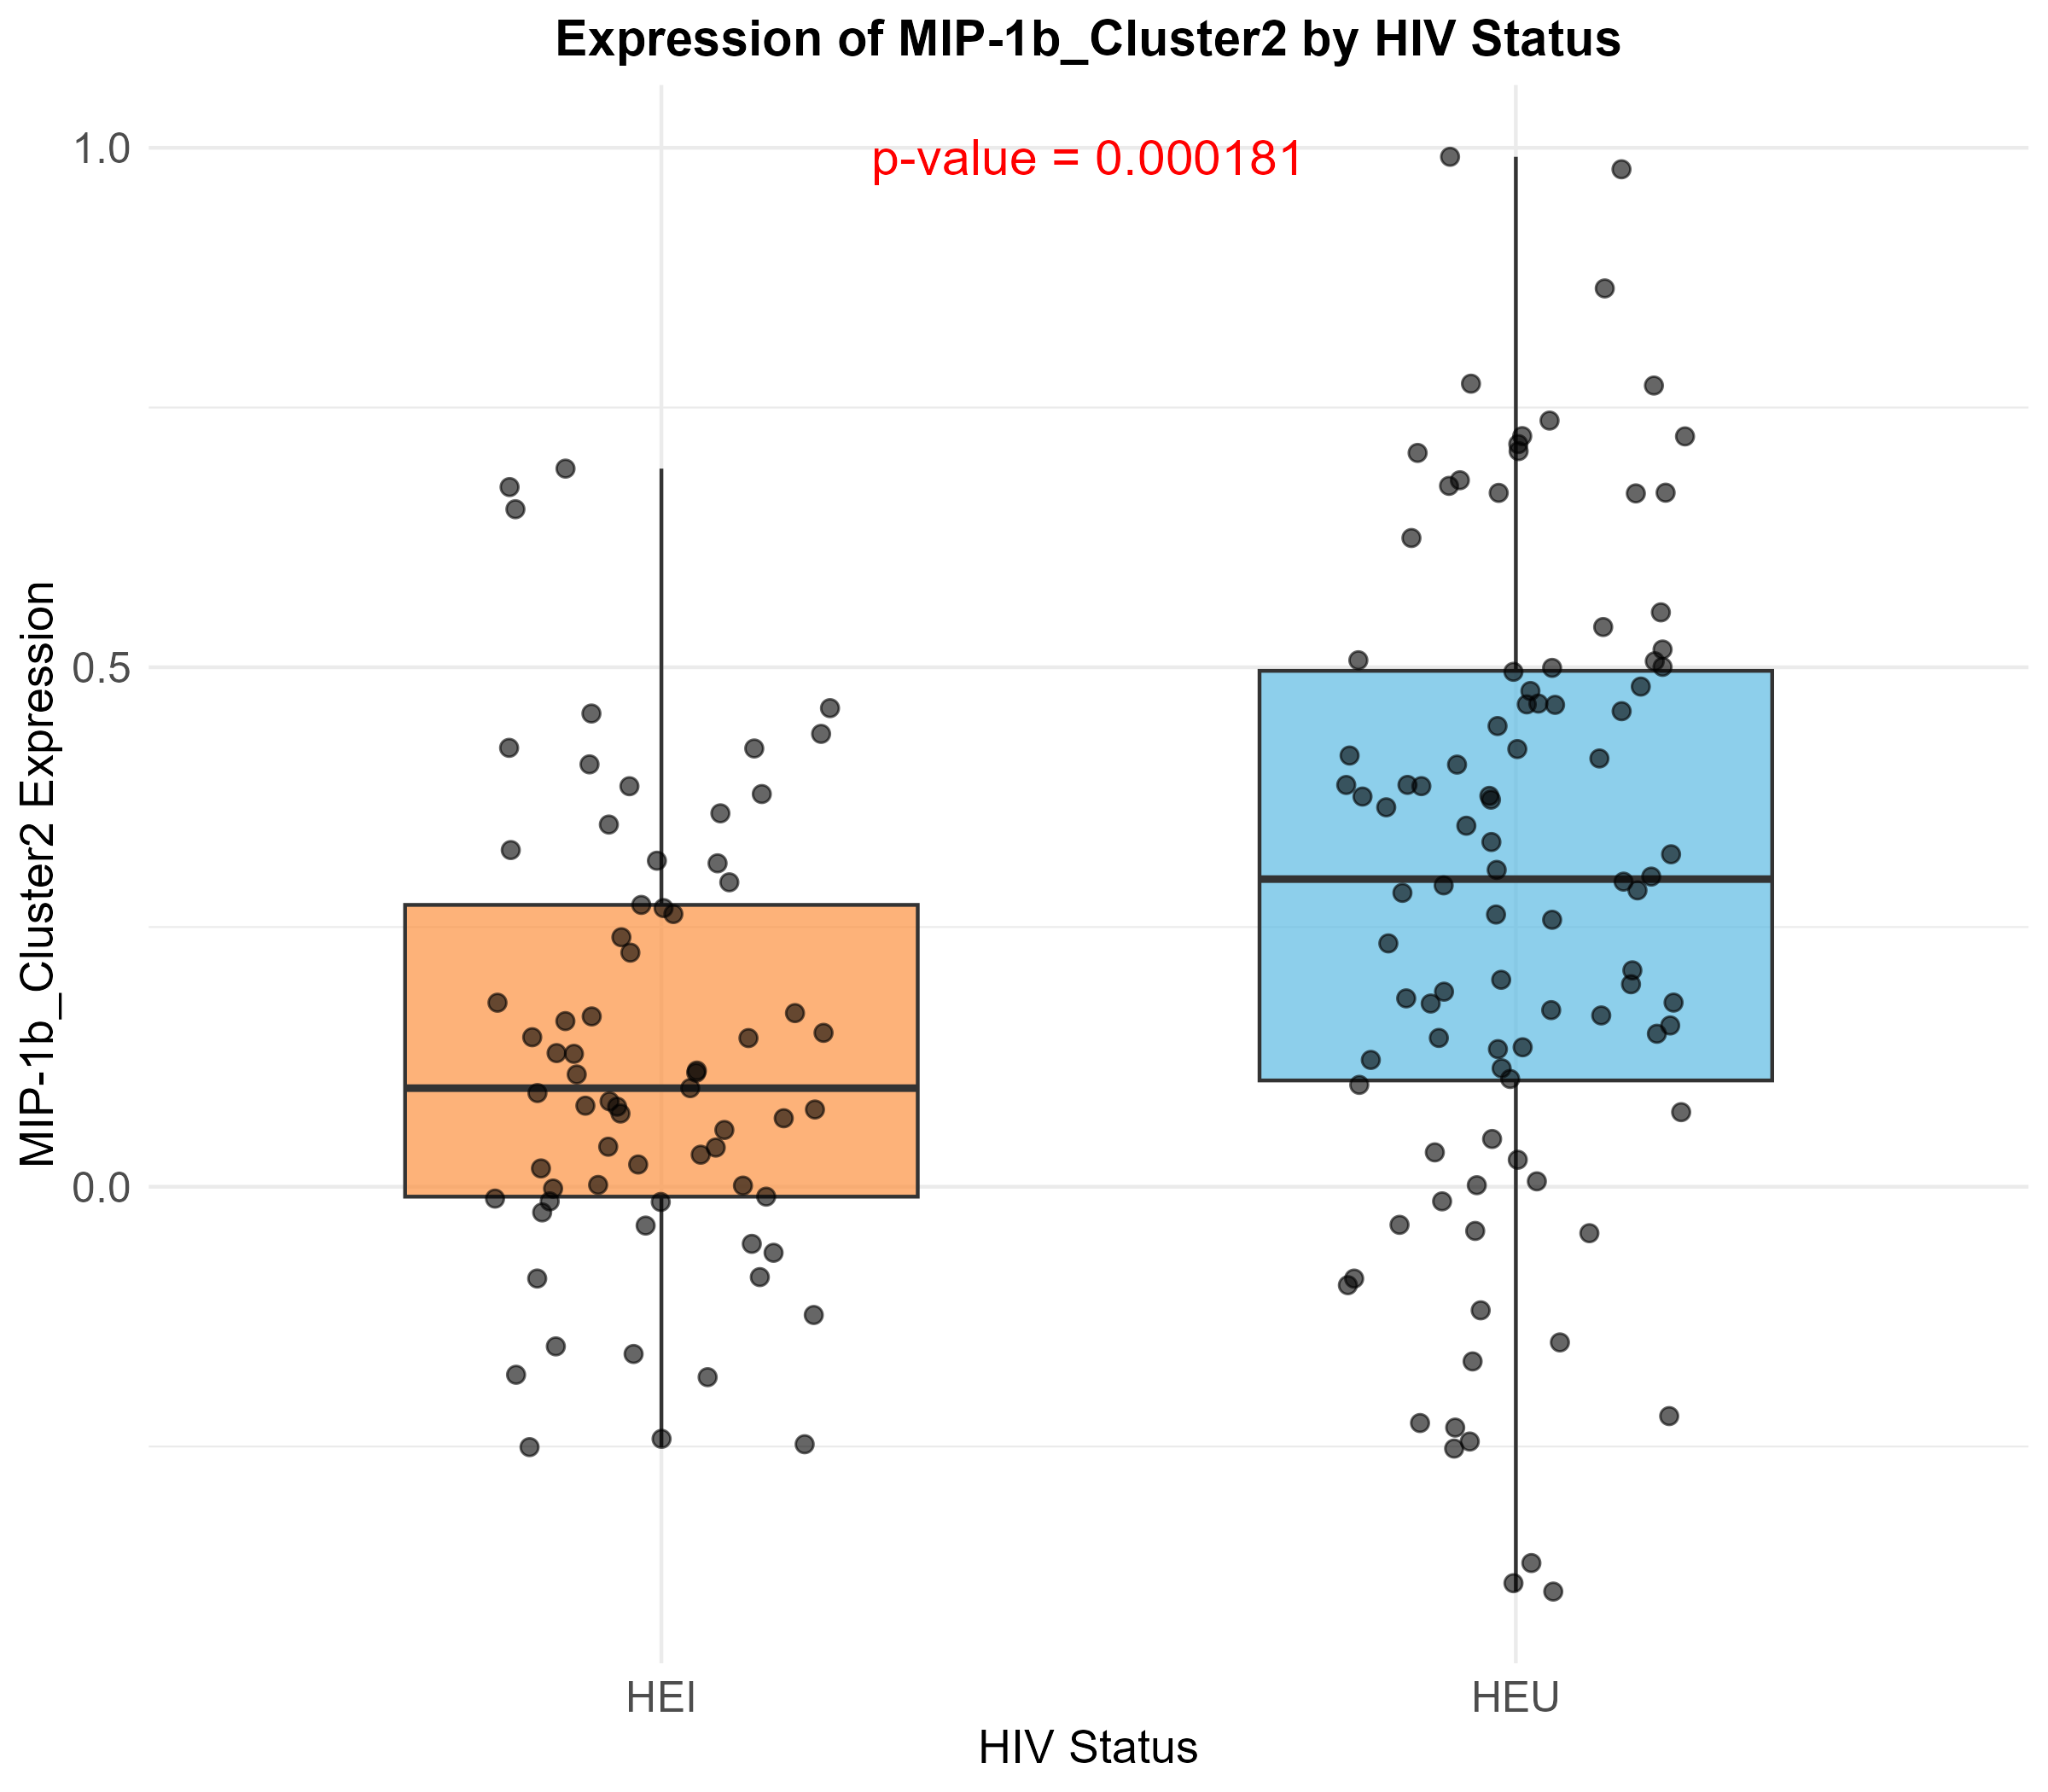 Expression of MIP-1b_Cluster2 by HIV Status
p-value = 0.000181
MIP-1b_Cluster2 Expression
1.0
0.5
0.0
HEI
HEU
HIV Status